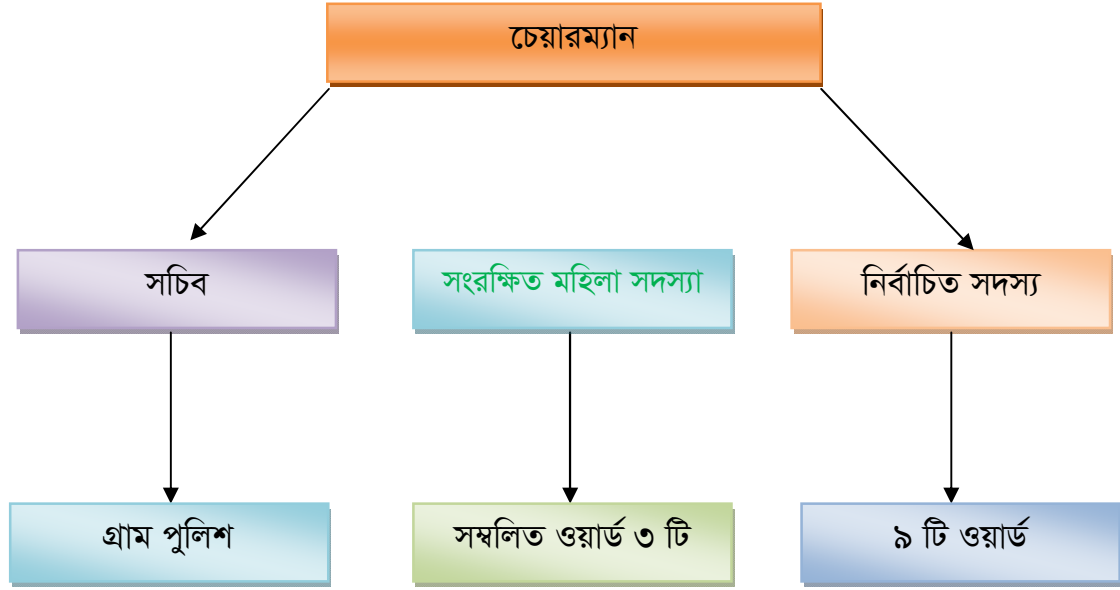 চেয়ারম্যান
সচিব
সংরক্ষিত মহিলা সদস্যা
নির্বাচিত সদস্য
গ্রাম পুলিশ
সম্বলিত ওয়ার্ড ৩ টি
৯ টি ওয়ার্ড